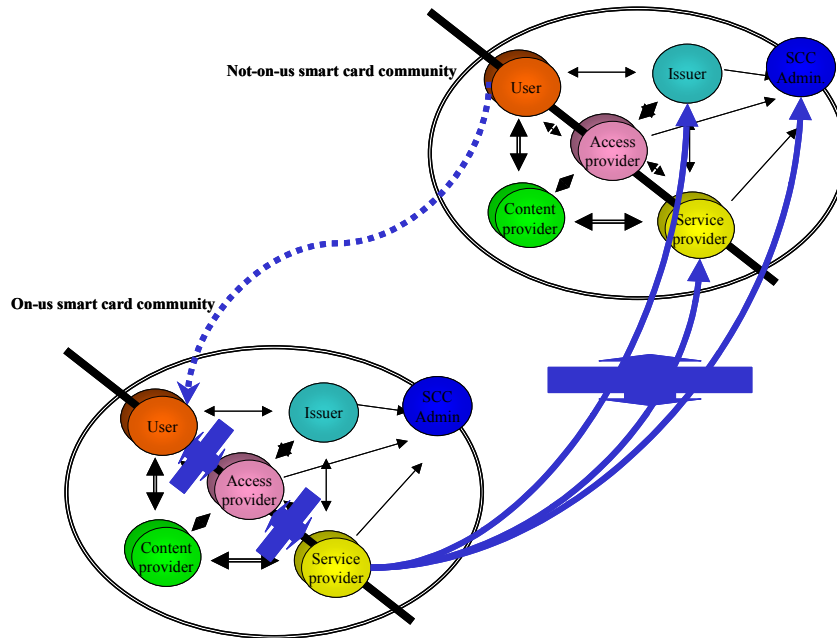 Not-on-us smart card community
User
Issuer
SCC
Admin.
Access
provider
Content
provider
Service
provider
On-us smart card community
User
Issuer
SCC
Admin
Access
provider
Content
provider
Service
provider